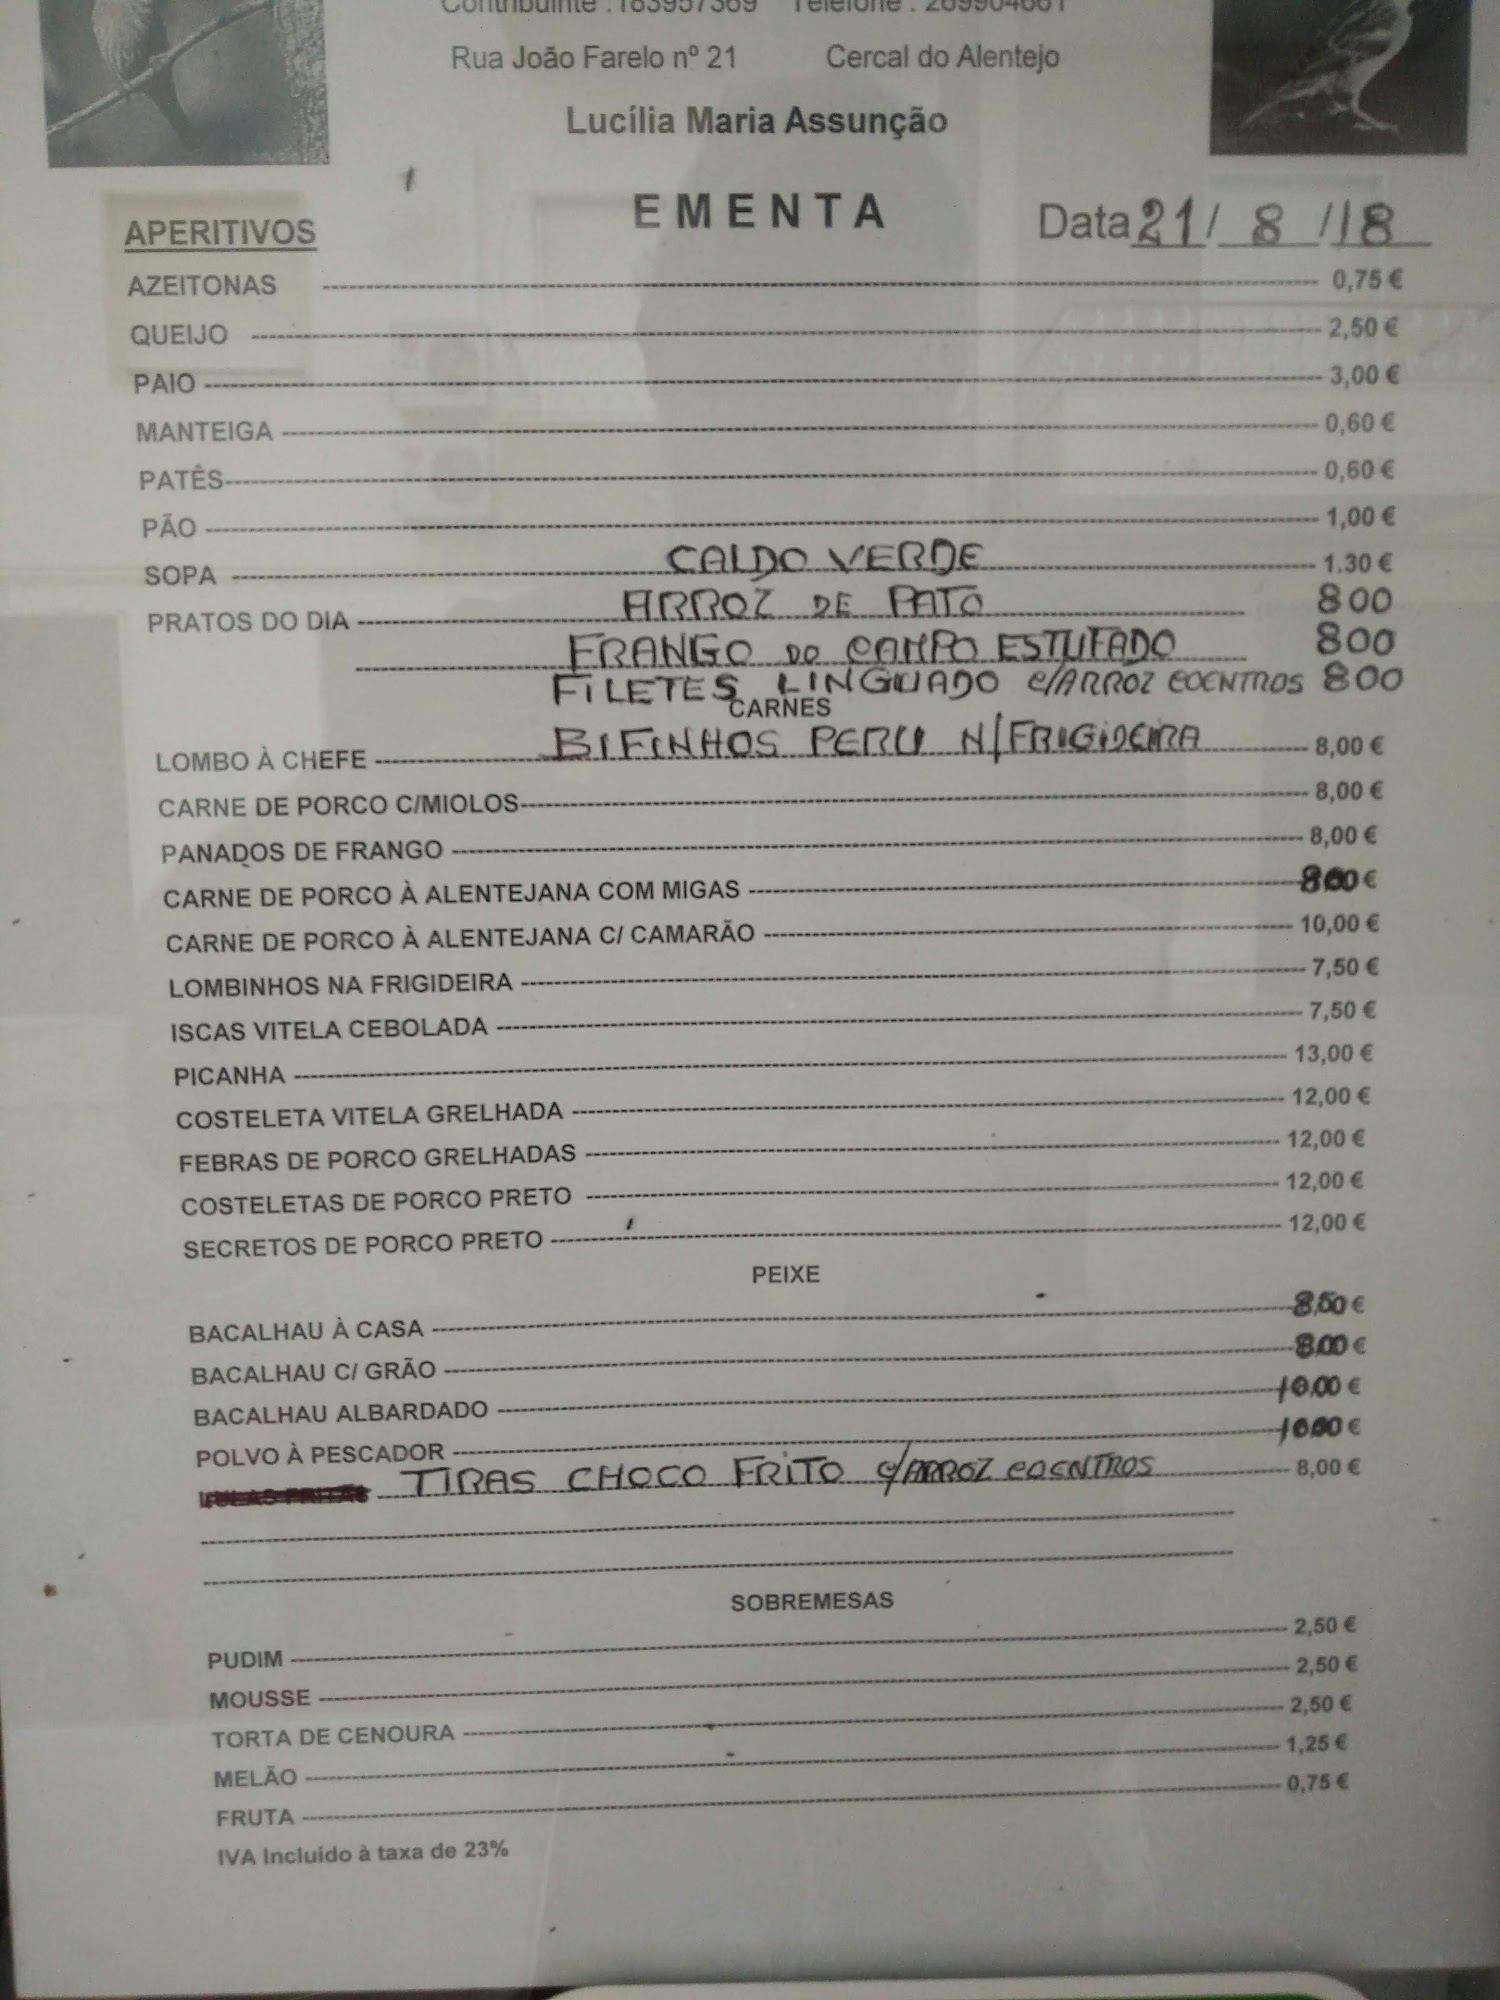 Contribuinte : 183957369 Telefone : 269904661
Rua João Farelo nº 21 Cercal do Alentejo
Lucília Maria Assunção
EMENTA
Data 21/ 8 /18
APERITIVOS
AZEITONAS 0,75 €
QUEIJO 2,50 €
PAIO 3,00 €
MANTEIGA 0,60 €
PATÊS 0,60 €
PÃO 1,00 €
SOPA CALDO VERDE 1.30 €
PRATOS DO DIA ARROZ DE PATO 800
FRANGO DO CAMPO ESTUFADO 800
FILETES LINGUADO C/ARROZ COENTROS 800
CARNES
LOMBO À CHEFE BIFINHOS PERU N/FRIGIDEIRA 8,00 €
CARNE DE PORCO C/MIOLOS 8,00 €
PANADOS DE FRANGO 8,00 €
CARNE DE PORCO À ALENTEJANA COM MIGAS 800 €
CARNE DE PORCO À ALENTEJANA C/ CAMARÃO 10,00 €
LOMBINHOS NA FRIGIDEIRA 7,50 €
ISCAS VITELA CEBOLADA 7,50 €
PICANHA 13,00 €
COSTELETA VITELA GRELHADA 12,00 €
FEBRAS DE PORCO GRELHADAS 12,00 €
COSTELETAS DE PORCO PRETO 12,00 €
SECRETOS DE PORCO PRETO 12,00 €
PEIXE
BACALHAU À CASA 8,50 €
BACALHAU C/ GRÃO 8,00 €
BACALHAU ALBARDADO 10,00 €
POLVO À PESCADOR 10,00 €
TIRAS CHOCO FRITO C/ARROZ COENTROS 8,00 €
SOBREMESAS
PUDIM 2,50 €
MOUSSE 2,50 €
TORTA DE CENOURA 2,50 €
MELÃO 1,25 €
FRUTA 0,75 €
IVA Incluído à taxa de 23%